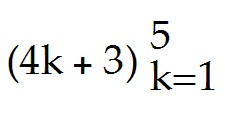 (4k + 3) 5
k=1